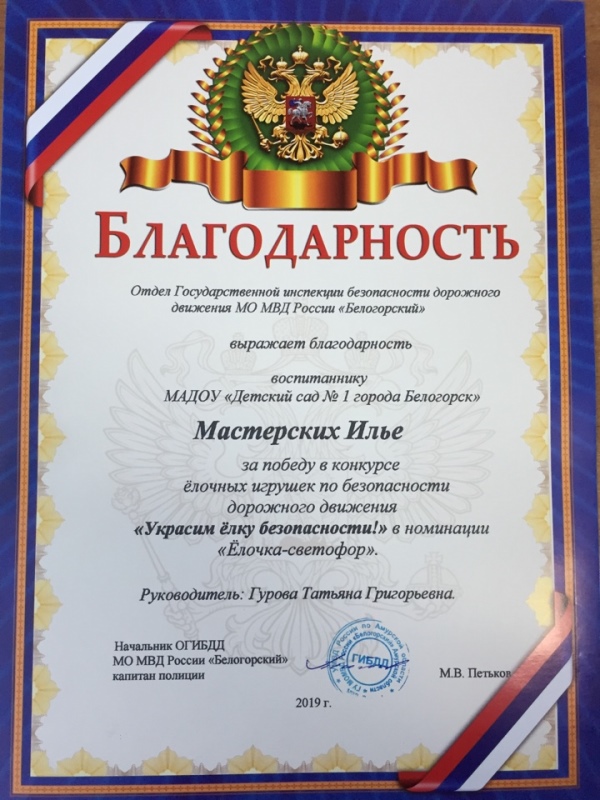 БЛАГОДАРНОСТЬ
Отдел Государственной инспекции безопасности дорожного
движения МО МВД России «Белогорский»
выражает благодарность
воспитаннику
МАДОУ «Детский сад № 1 города Белогорск»
Мастерских Илье
за победу в конкурсе
ёлочных игрушек по безопасности
дорожного движения
«Украсим ёлку безопасности!» в номинации
«Ёлочка-светофор».
Руководитель: Гурова Татьяна Григорьевна.
Начальник ОГИБДД
МО МВД России «Белогорский»
капитан полиции
ГИБДД
М.В. Петьков
2019 г.